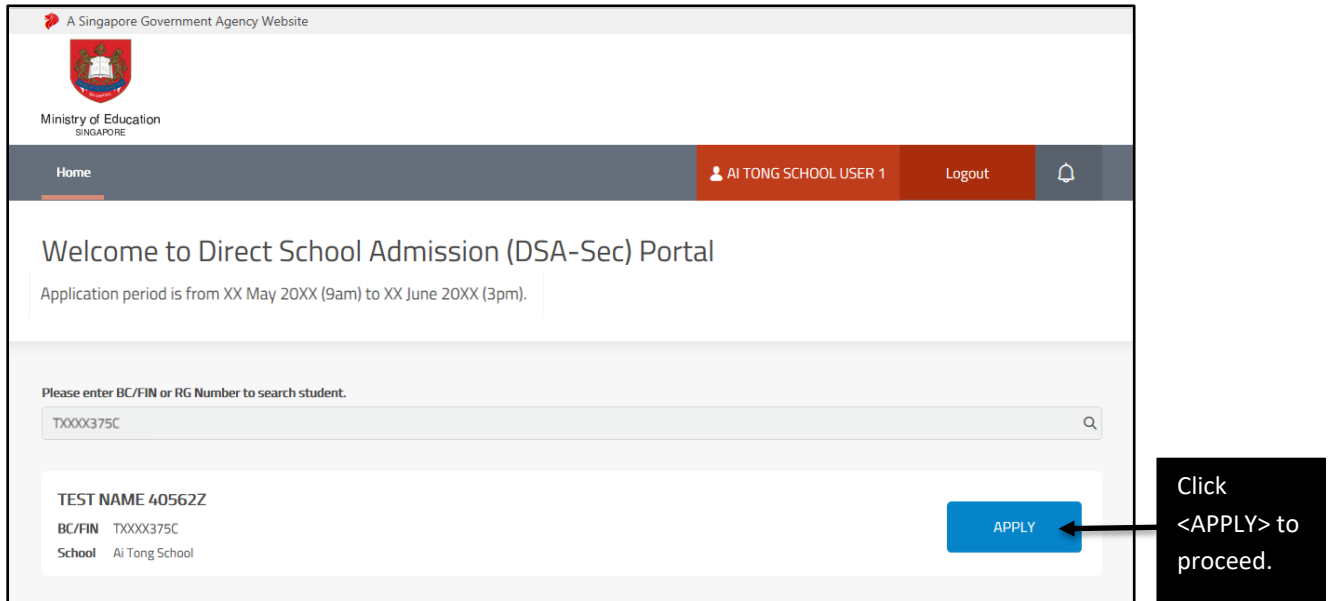 A Singapore Government Agency Website
Ministry of Education
SINGAPORE
Home
AI TONG SCHOOL USER 1
Logout
Welcome to Direct School Admission (DSA-Sec) Portal
Application period is from XX May 20XX (9am) to XX June 20XX (3pm).
Please enter BC/FIN or RG Number to search student.
TXXXX375C
TEST NAME 40562Z
BC/FIN TXXXX375C
School Ai Tong School
APPLY
Click
<APPLY> to
proceed.